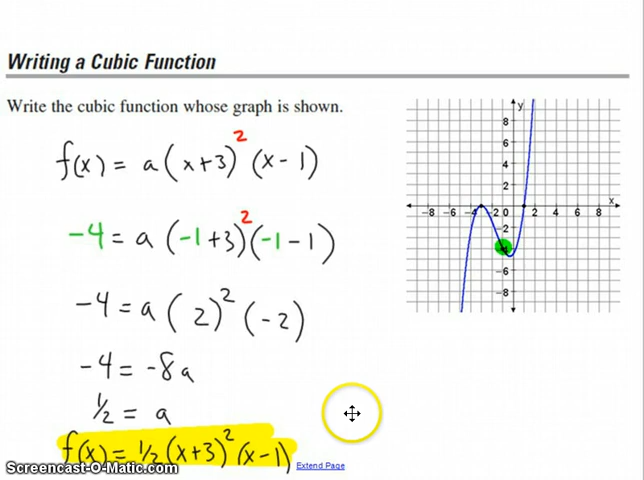 Writing a Cubic Function
Write the cubic function whose graph is shown.
f(x) = a(x+3)²(x-1)
-4 = a(-1+3)²(-1-1)
-4 = a(2)²(-2)
-4 = -8a
1/2 = a
f(x) = 1/2(x+3)²(x-1)
y
8
6
4
2
x
-8 -6 -4 -2 0 2 4 6 8
-2
-6
-8
Extend Page
Screencast-O-Matic.com